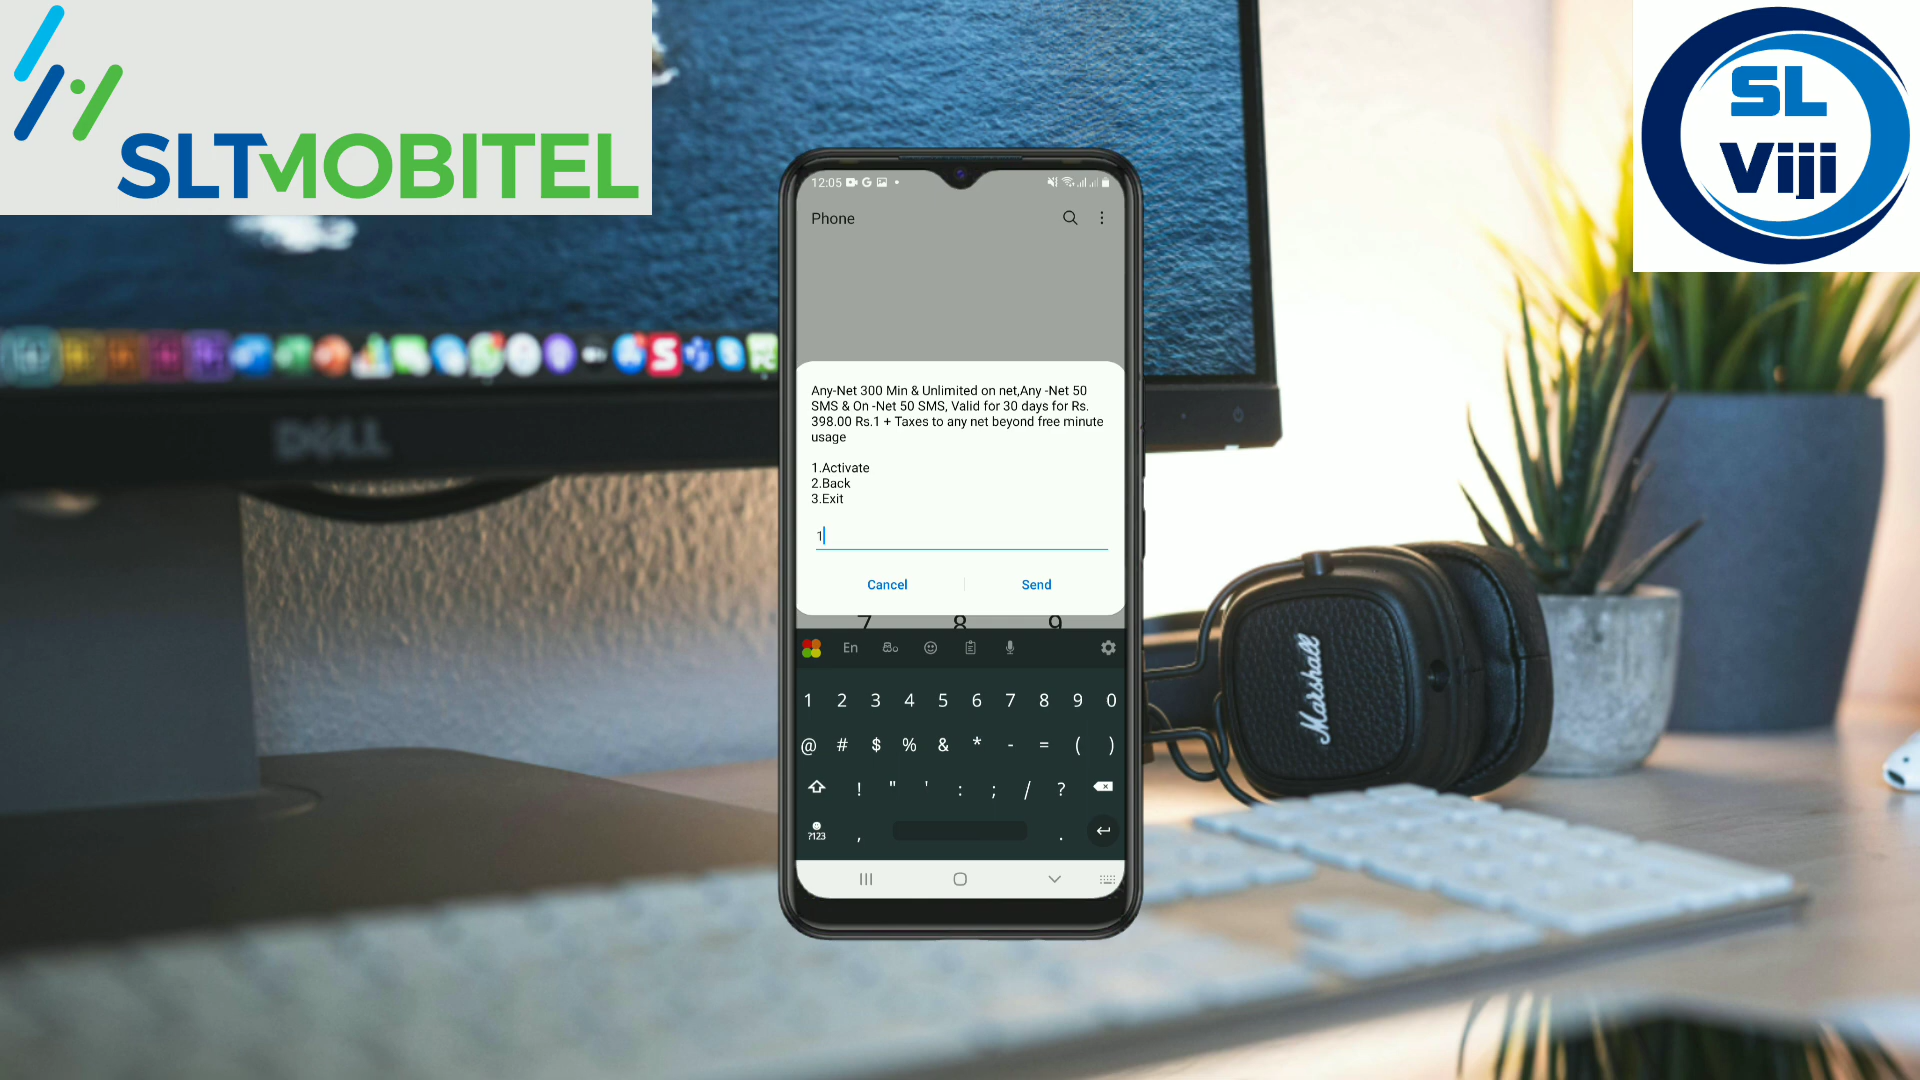 SLTMOBITEL
SL
Viji
12:05
Phone
Any-Net 300 Min & Unlimited on net,Any -Net 50
SMS & On -Net 50 SMS, Valid for 30 days for Rs.
398.00 Rs.1 + Taxes to any net beyond free minute
usage
1.Activate
2.Back
3.Exit
1
Cancel
Send
7 8 9
En
1 2 3 4 5 6 7 8 9 0
@ # $ % & * - = ( )
! " ' : ; / ?
?123 , .
DELL
Marshall